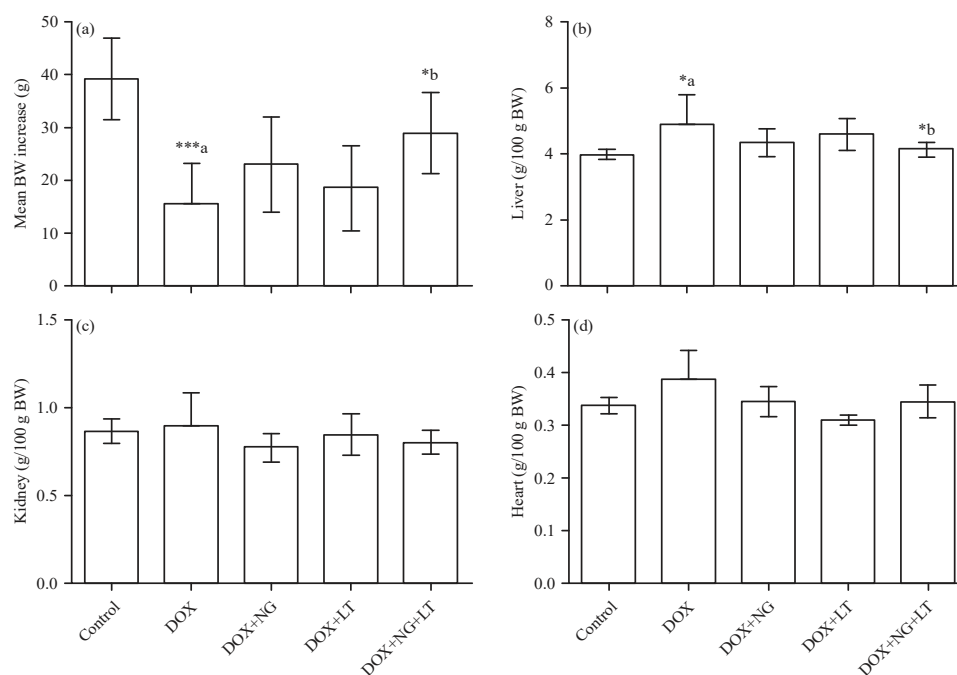 (a)
Mean BW increase (g)
50
40
30
20
10
0
***a
*b
(b)
Liver (g/100 g BW)
8
6
4
2
0
*a
*b
(c)
Kidney (g/100 g BW)
1.5
1.0
0.5
0.0
Control
DOX
DOX+NG
DOX+LT
DOX+NG+LT
(d)
Heart (g/100 g BW)
0.5
0.4
0.3
0.2
0.1
0.0
Control
DOX
DOX+NG
DOX+LT
DOX+NG+LT